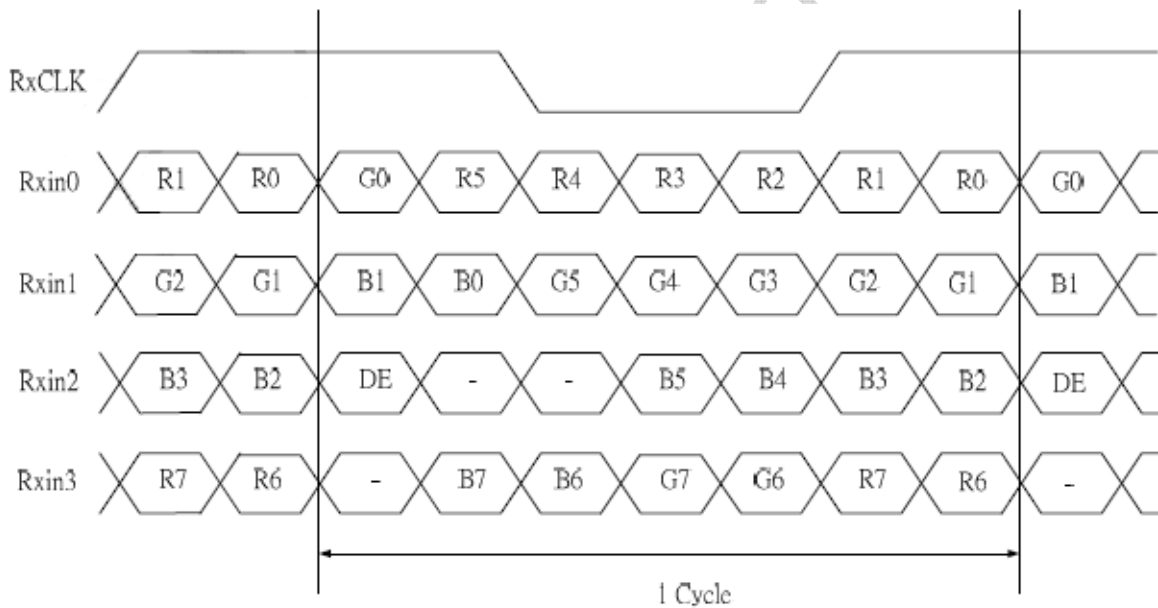 RxCLK
Rxin0 R1 R0 G0 R5 R4 R3 R2 R1 R0 G0
Rxin1 G2 G1 B1 B0 G5 G4 G3 G2 G1 B1
Rxin2 B3 B2 DE - - B5 B4 B3 B2 DE
Rxin3 R7 R6 - B7 B6 G7 G6 R7 R6 -
1 Cycle